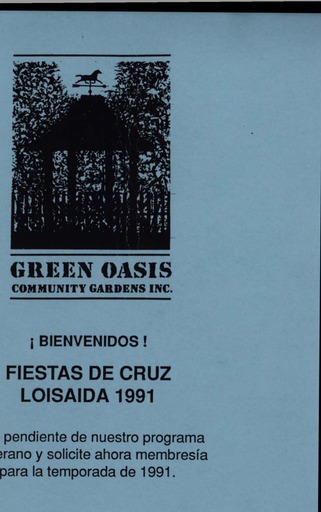 GREEN OASIS
COMMUNITY GARDENS INC.
¡ BIENVENIDOS !
FIESTAS DE CRUZ
LOISAIDA 1991
pendiente de nuestro programa
erano y solicite ahora membresía
para la temporada de 1991.